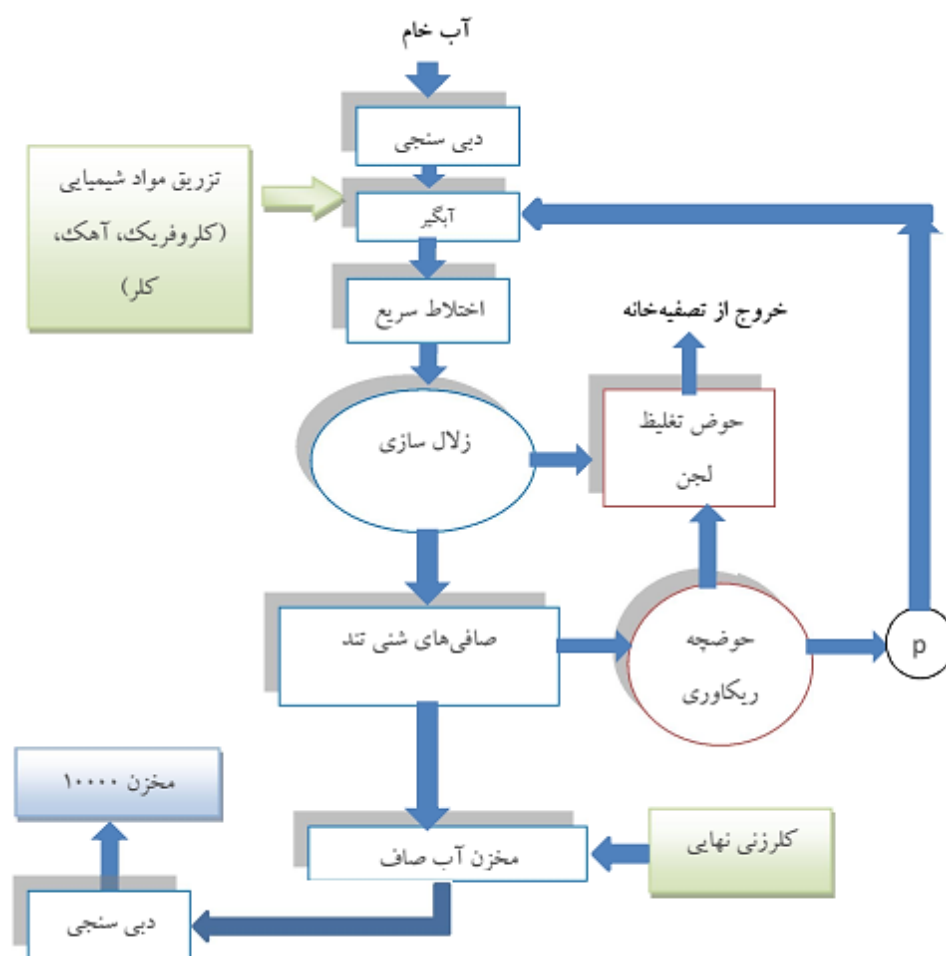 آب خام
دبی سنجی
تزریق مواد شیمیایی
(کلروفریک، آهک،
کلر)
آبگیر
اختلاط سریع
خروج از تصفیه‌خانه
زلال سازی
حوض تغلیظ
لجن
صافی‌های شنی تند
حوضچه
ریکاوری
p
مخزن ۱۰۰۰۰
مخزن آب صاف
کلرزنی نهایی
دبی سنجی